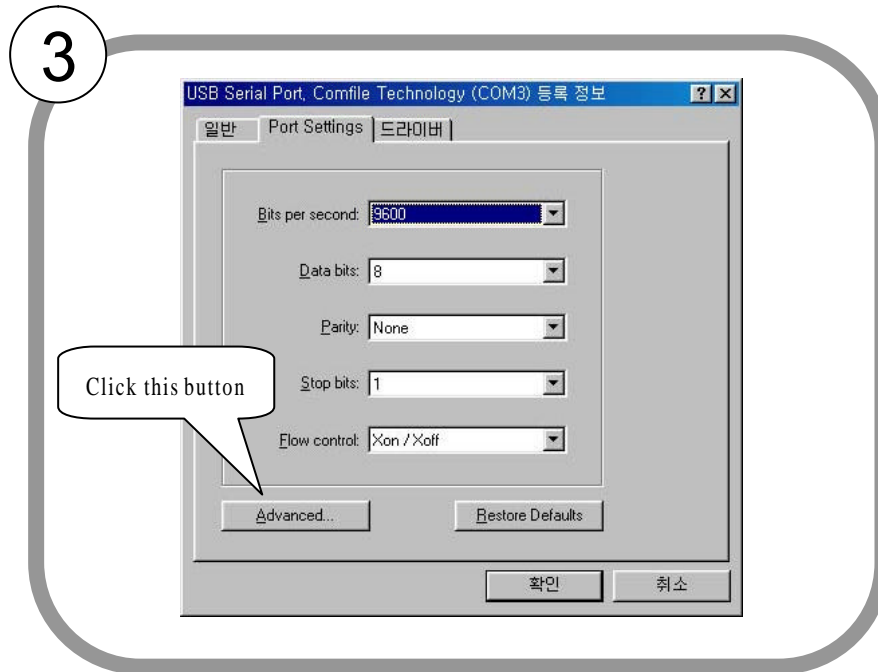 3
USB Serial Port, Comfile Technology (COM3) 등록 정보
일반 Port Settings 드라이버
Bits per second: 9600
Data bits: 8
Parity: None
Click this button
Stop bits: 1
Flow control: Xon / Xoff
Advanced... Restore Defaults
확인 취소